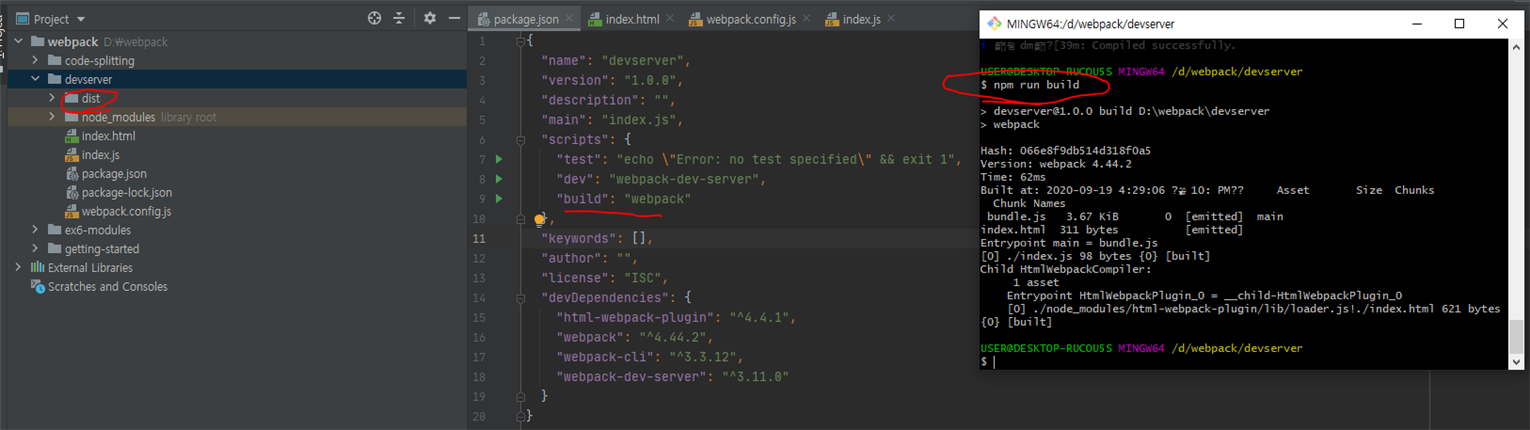 Project
webpack D:₩webpack
code-splitting
devserver
dist
node_modules library root
index.html
index.js
package.json
package-lock.json
webpack.config.js
ex6-modules
getting-started
External Libraries
Scratches and Consoles
package.json
index.html
webpack.config.js
index.js
1 {
2 "name": "devserver",
3 "version": "1.0.0",
4 "description": "",
5 "main": "index.js",
6 "scripts": {
7 "test": "echo \"Error: no test specified\" && exit 1",
8 "dev": "webpack-dev-server",
9 "build": "webpack"
10 },
11 "keywords": [],
12 "author": "",
13 "license": "ISC",
14 "devDependencies": {
15 "html-webpack-plugin": "^4.4.1",
16 "webpack": "^4.44.2",
17 "webpack-cli": "^3.3.12",
18 "webpack-dev-server": "^3.11.0"
19 }
20 }
MINGW64:/d/webpack/devserver
?[39m: Compiled successfully.
USER@DESKTOP-RUCOU5S MINGW64 /d/webpack/devserver
$ npm run build
> devserver@1.0.0 build D:\webpack\devserver
> webpack
Hash: 066e8f9db514d318f0a5
Version: webpack 4.44.2
Time: 62ms
Built at: 2020-09-19 4:29:06 10: PM?? Asset Size Chunks
Chunk Names
bundle.js 3.67 KiB 0 [emitted] main
index.html 311 bytes [emitted]
Entrypoint main = bundle.js
[0] ./index.js 98 bytes {0} [built]
Child HtmlWebpackCompiler:
1 asset
Entrypoint HtmlWebpackPlugin_0 = __child-HtmlWebpackPlugin_0
[0] ./node_modules/html-webpack-plugin/lib/loader.js!./index.html 621 bytes
{0} [built]
USER@DESKTOP-RUCOU5S MINGW64 /d/webpack/devserver
$